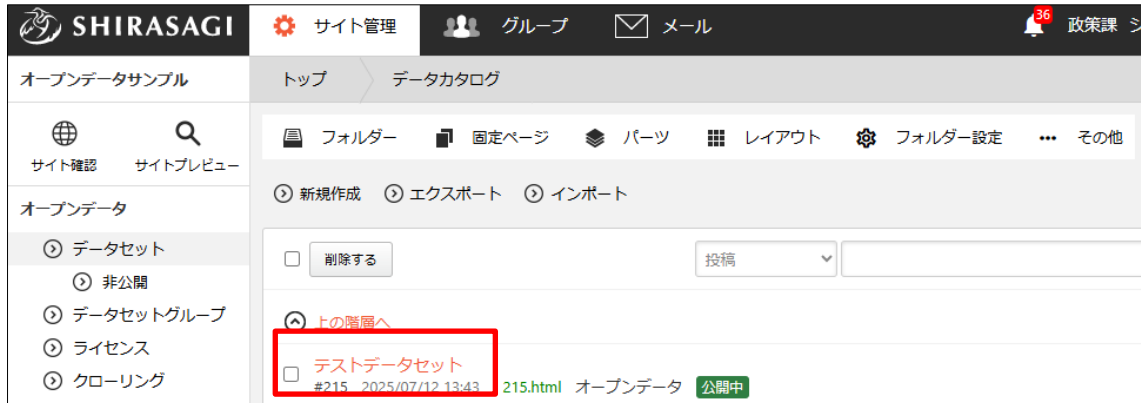 SHIRASAGI サイト管理 グループ メール 36 政策課
オープンデータサンプル トップ データカタログ
フォルダー 固定ページ パーツ レイアウト フォルダー設定 その他
サイト確認 サイトプレビュー
新規作成 エクスポート インポート
オープンデータ
データセット
削除する 投稿
非公開
データセットグループ
上の階層へ
ライセンス
テストデータセット
クローリング
#215 2025/07/12 13:43 215.html オープンデータ 公開中